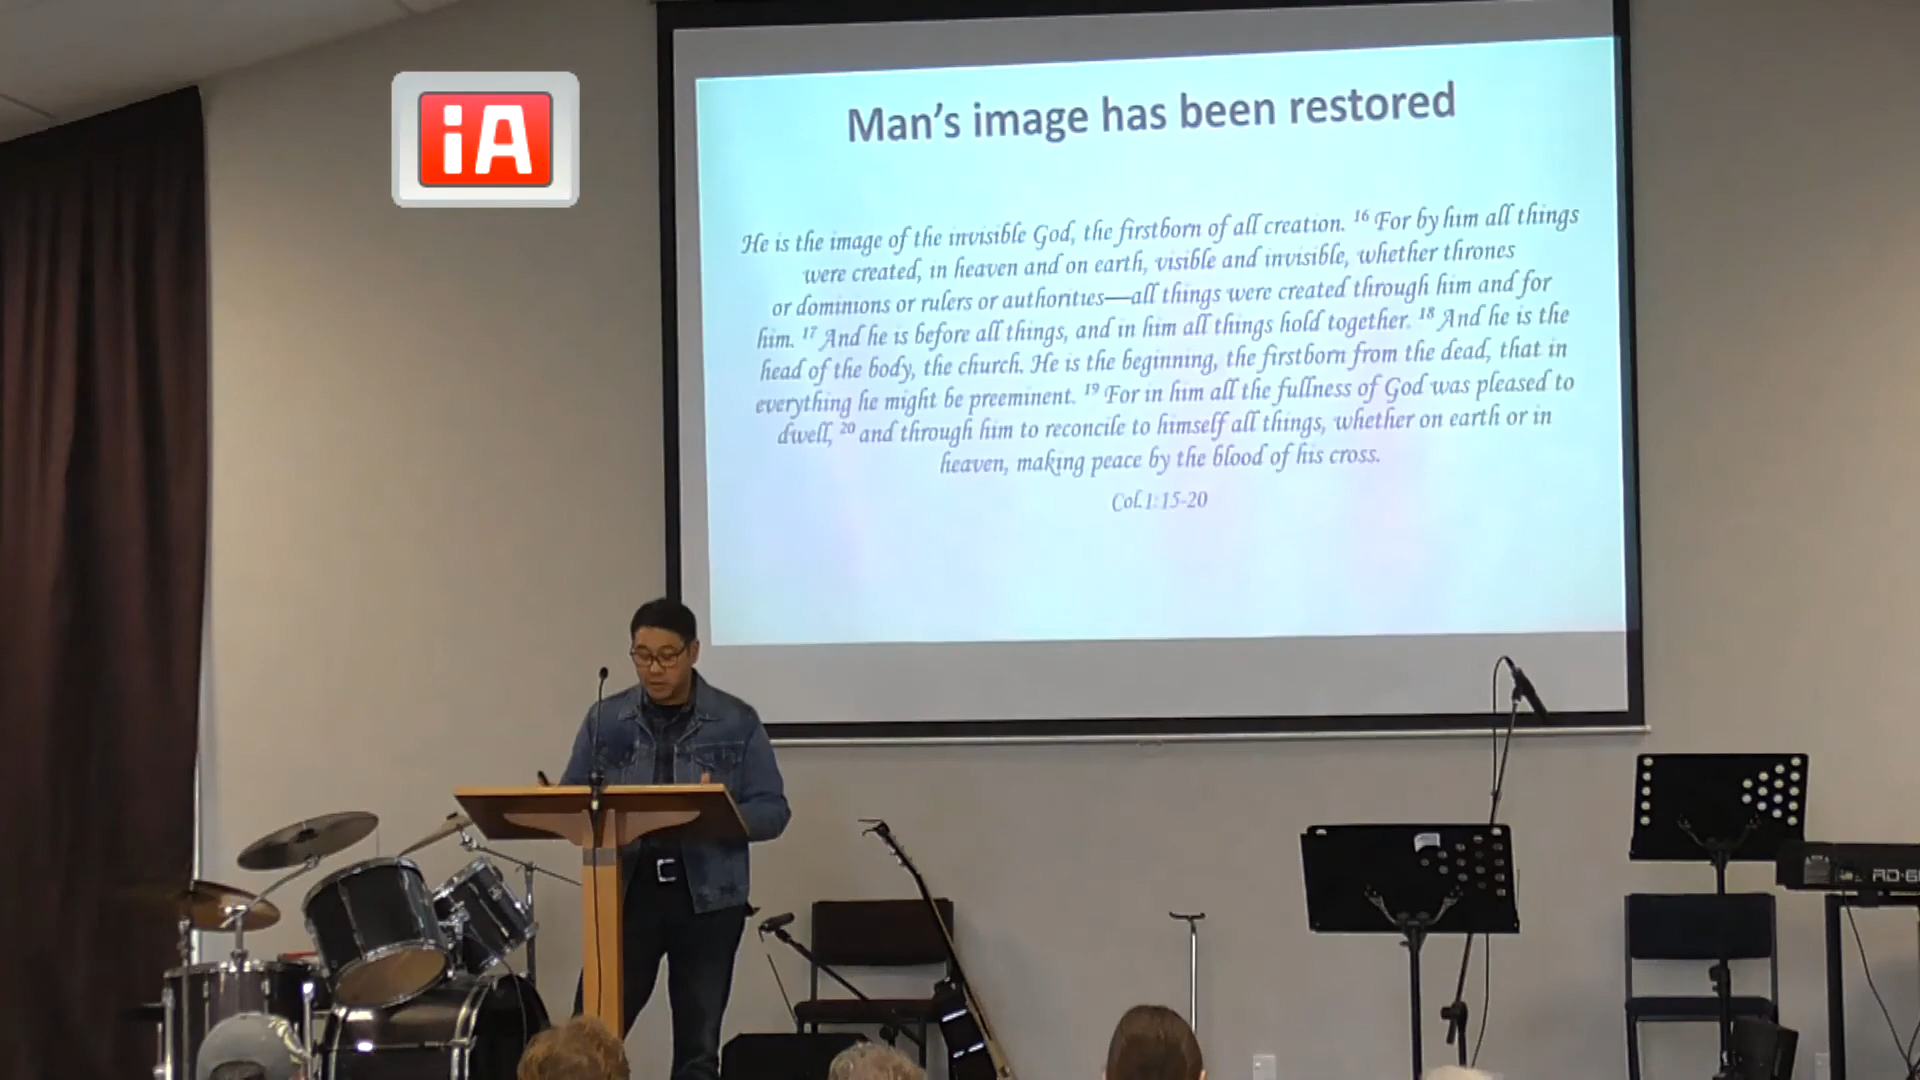 iA
Man's image has been restored
He is the image of the invisible God, the firstborn of all creation. 16 For by him all things
were created, in heaven and on earth, visible and invisible, whether thrones
or dominions or rulers or authorities—all things were created through him and for
him. 17 And he is before all things, and in him all things hold together. 18 And he is the
head of the body, the church. He is the beginning, the firstborn from the dead, that in
everything he might be preeminent. 19 For in him all the fullness of God was pleased to
dwell, 20 and through him to reconcile to himself all things, whether on earth or in
heaven, making peace by the blood of his cross.
Col.1:15-20